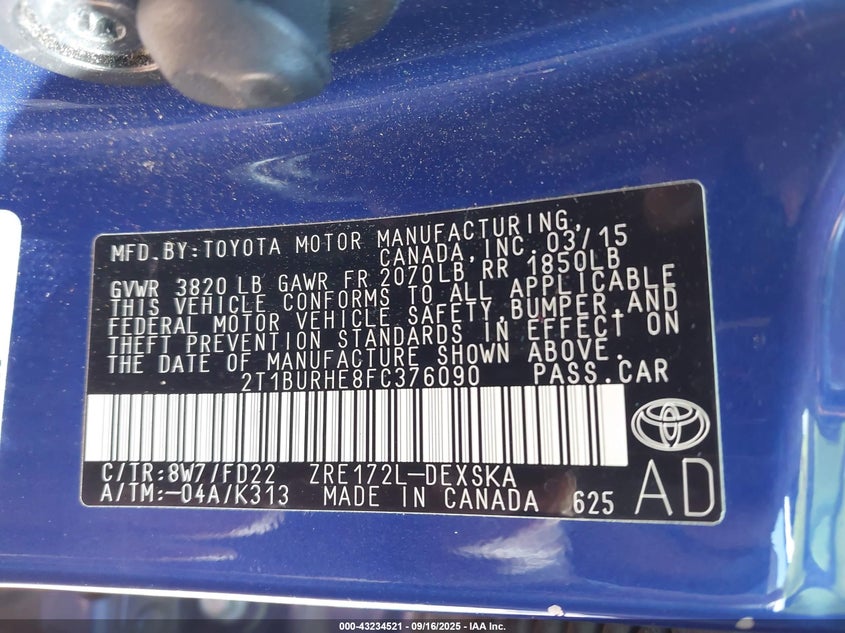 MFD.BY:TOYOTA MOTOR MANUFACTURING,
CANADA,INC. 03/15
GVWR 3820 LB GAWR FR 2070LB, RR 1850LB
THIS VEHICLE CONFORMS TO ALL APPLICABLE
FEDERAL MOTOR VEHICLE SAFETY,BUMPER,AND
THEFT PREVENTION STANDARDS IN EFFECT ON
THE DATE OF MANUFACTURE SHOWN ABOVE.
2T1BURHE8FC376090 PASS.CAR
C/TR:8W7/FD22 ZRE172L-DEXSKA
A/TM:-04A/K313 MADE IN CANADA 625 AD
000-43234521 - 09/16/2025 - IAA Inc.